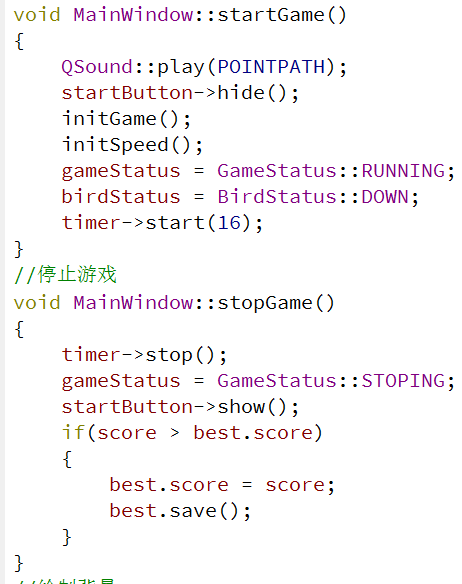 void MainWindow::startGame()
{
    QSound::play(POINTPATH);
    startButton->hide();
    initGame();
    initSpeed();
    gameStatus = GameStatus::RUNNING;
    birdStatus = BirdStatus::DOWN;
    timer->start(16);
}
//停止游戏
void MainWindow::stopGame()
{
    timer->stop();
    gameStatus = GameStatus::STOPING;
    startButton->show();
    if(score > best.score)
    {
        best.score = score;
        best.save();
    }
}